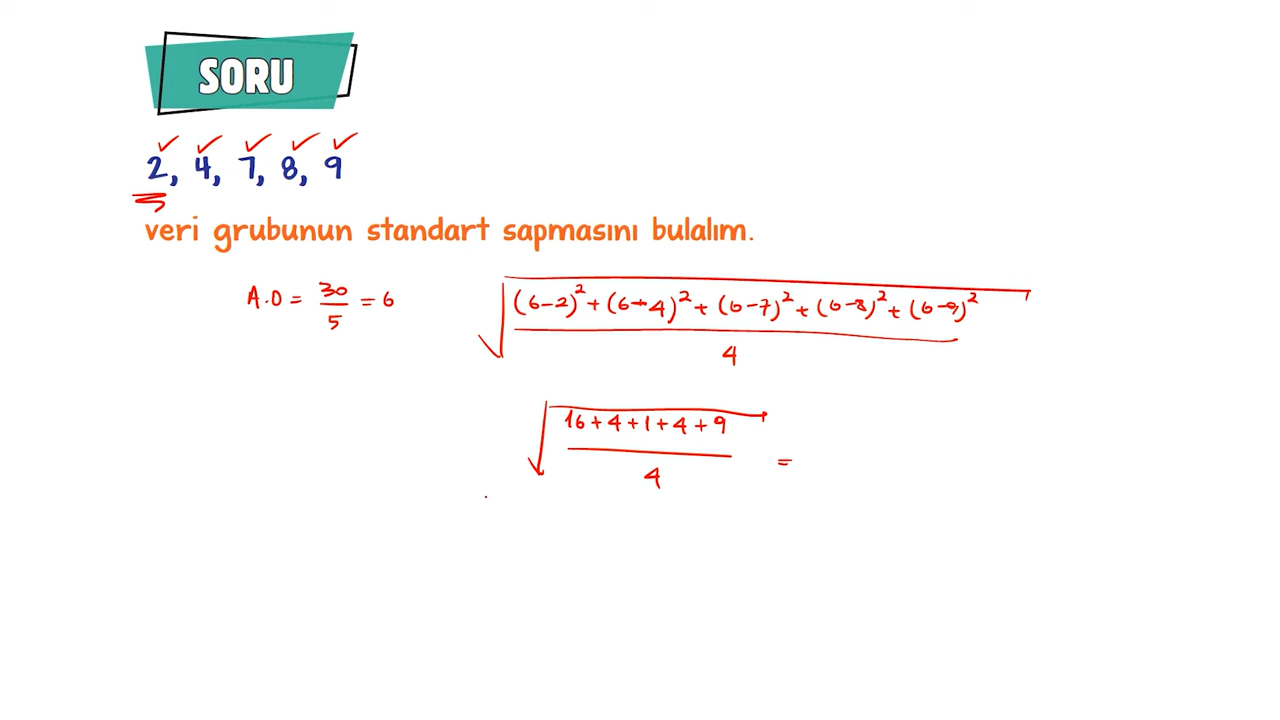 SORU
2, 4, 7, 8, 9
veri grubunun standart sapmasını bulalım.
A.O = 30/5 = 6
√((6-2)² + (6+4)² + (6-7)² + (6-8)² + (6-9)² / 4)
√(16+4+1+4+9 / 4) =